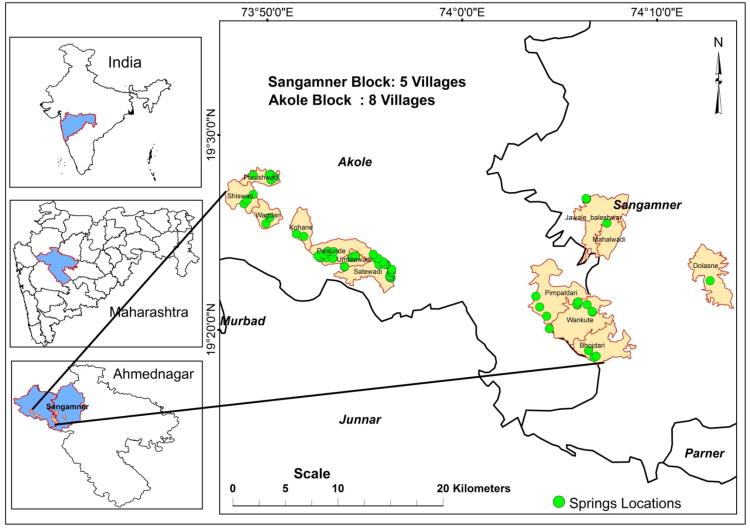 73°50'0"E
74°0'0"E
74°10'0"E
India
N
Sangamner Block: 5 Villages
Akole Block : 8 Villages
19°30'0"N
Akole
Shiswad
Wagdari
Kohane
Satewadi
Sangamner
Jawale_baleshwar
Mahalwadi
Dolasne
Pimpaldari
Wankute
Bhojdari
Maharashtra
Murbad
19°20'0"N
Ahmednagar
Sangamner
Junnar
Parner
Scale
0 5 10 20 Kilometers
Springs Locations